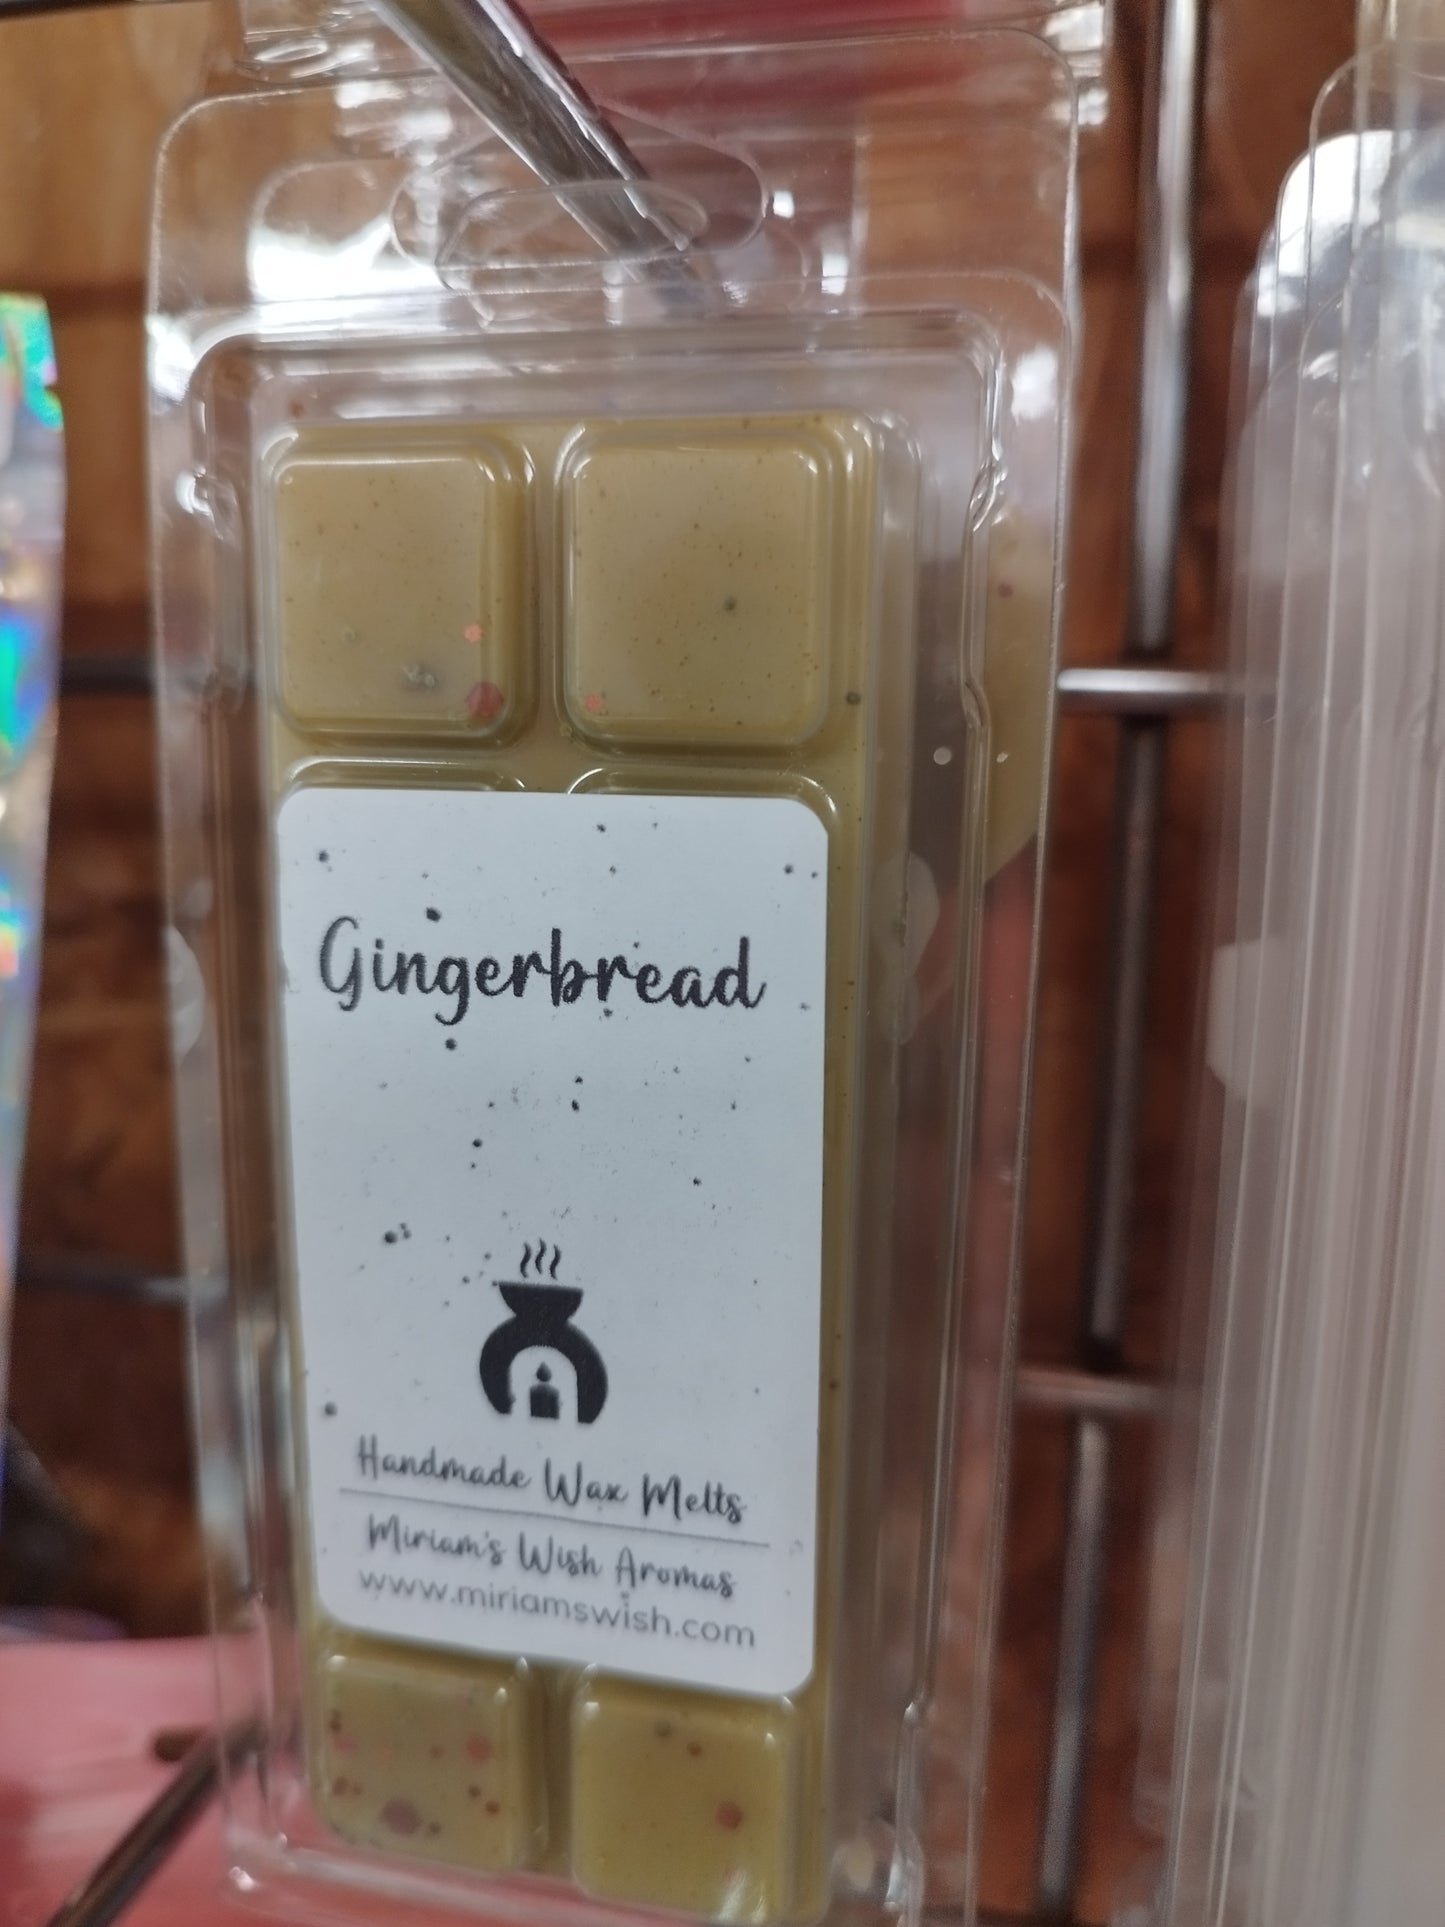 Gingerbread
Handmade Wax Melts
Miriam's Wish Aromas
www.miriamswish.com